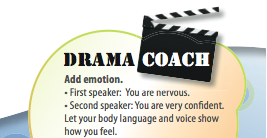 DRAMA COACH
Add emotion.
• First speaker: You are nervous.
• Second speaker: You are very confident.
Let your body language and voice show
how you feel.